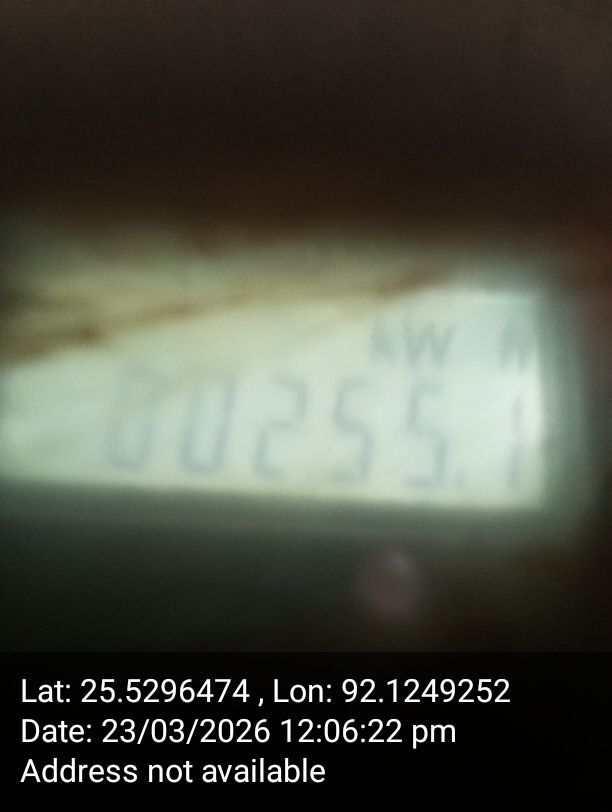 kW h
00255.1
Lat: 25.5296474 , Lon: 92.1249252
Date: 23/03/2026 12:06:22 pm
Address not available